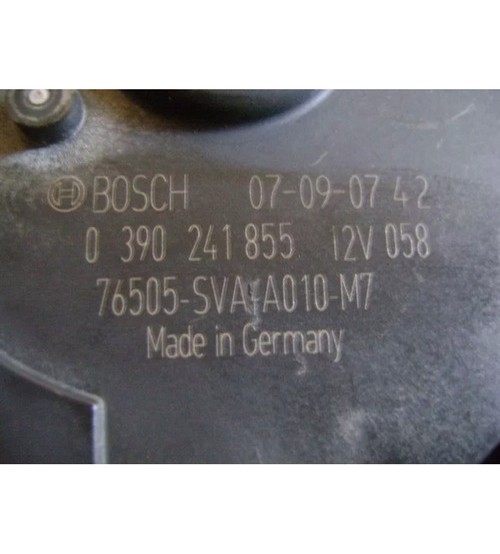 BOSCH 07-09-07 42
0 390 241 855 12V 058
76505-SVA-A010-M7
Made in Germany